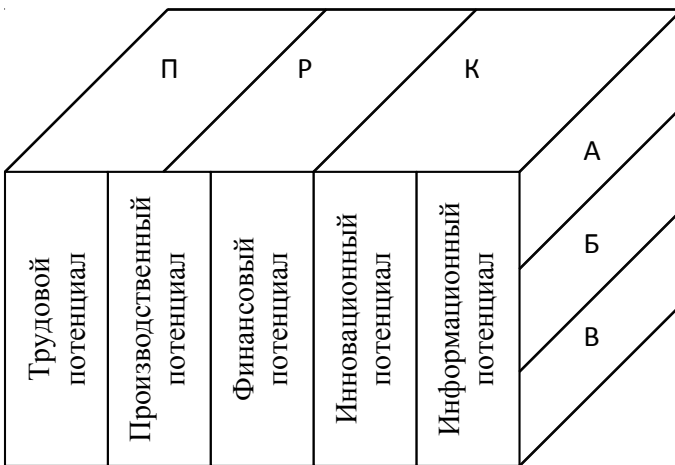 П
Р
К
А
Б
В
Трудовой
потенциал
Производственный
потенциал
Финансовый
потенциал
Инновационный
потенциал
Информационный
потенциал